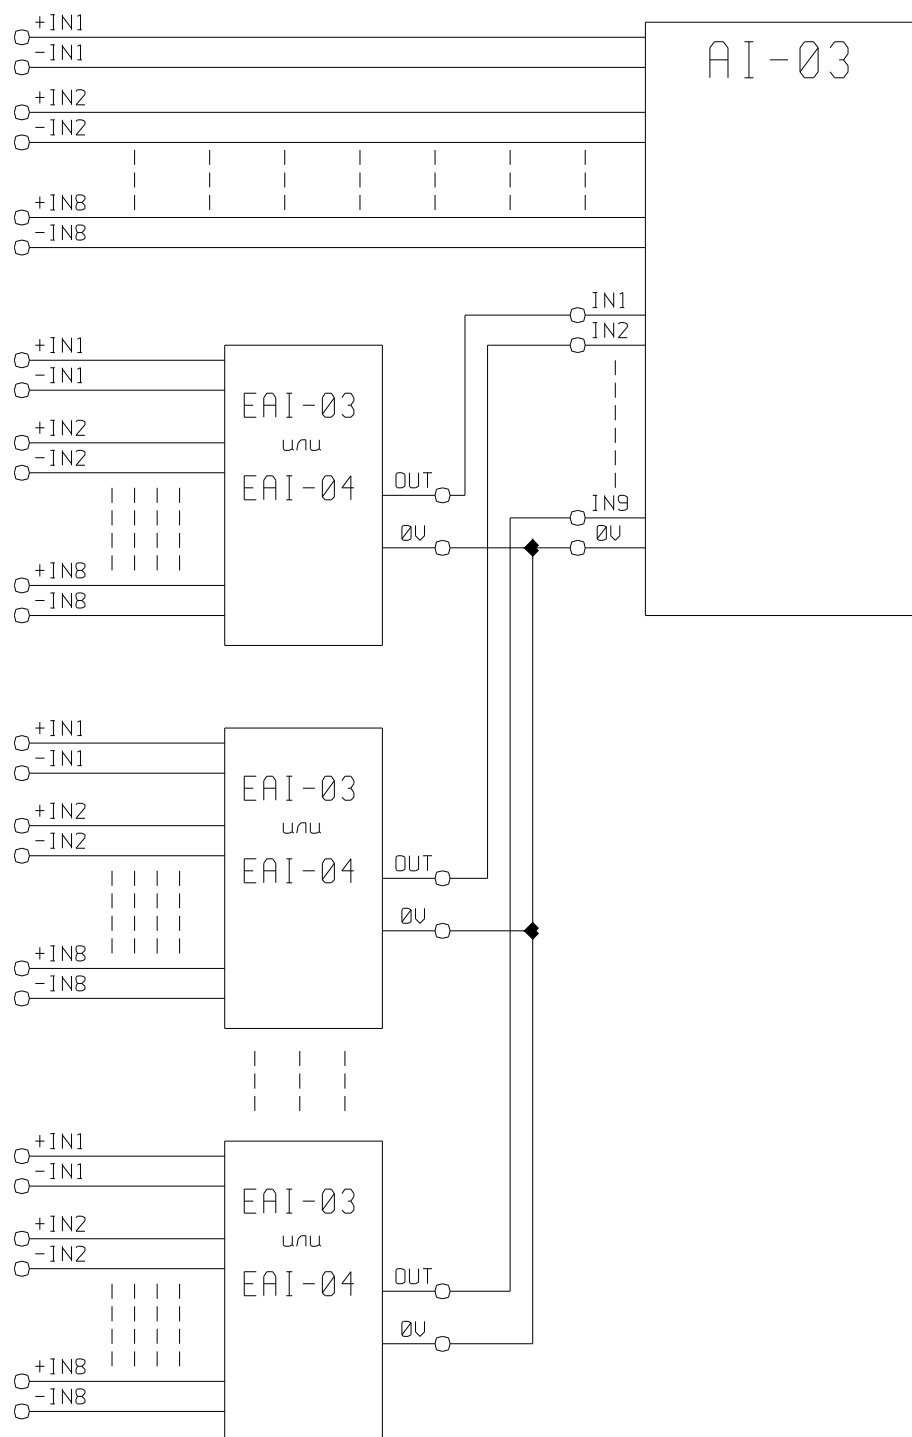 +IN1
-IN1
AI-03
+IN2
-IN2
+IN8
-IN8
IN1
IN2
IN9
0V
+IN1
-IN1
EAI-03
или
EAI-04
+IN2
-IN2
OUT
0V
+IN8
-IN8
+IN1
-IN1
EAI-03
или
EAI-04
+IN2
-IN2
OUT
0V
+IN8
-IN8
+IN1
-IN1
EAI-03
или
EAI-04
+IN2
-IN2
OUT
0V
+IN8
-IN8